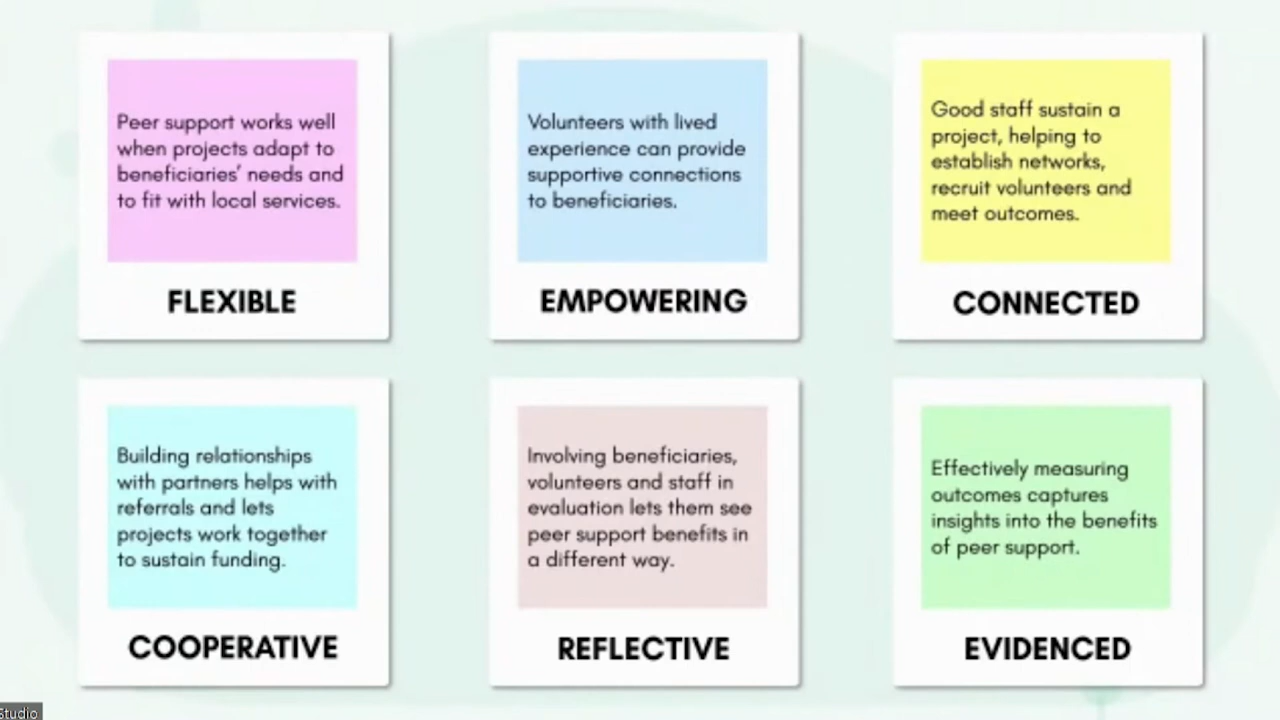 Peer support works well
when projects adapt to
beneficiaries' needs and
to fit with local services.
FLEXIBLE
Volunteers with lived
experience can provide
supportive connections
to beneficiaries.
EMPOWERING
Good staff sustain a
project, helping to
establish networks,
recruit volunteers and
meet outcomes.
CONNECTED
Building relationships
with partners helps with
referrals and lets
projects work together
to sustain funding.
COOPERATIVE
Involving beneficiaries,
volunteers and staff in
evaluation lets them see
peer support benefits in
a different way.
REFLECTIVE
Effectively measuring
outcomes captures
insights into the benefits
of peer support.
EVIDENCED
Studio